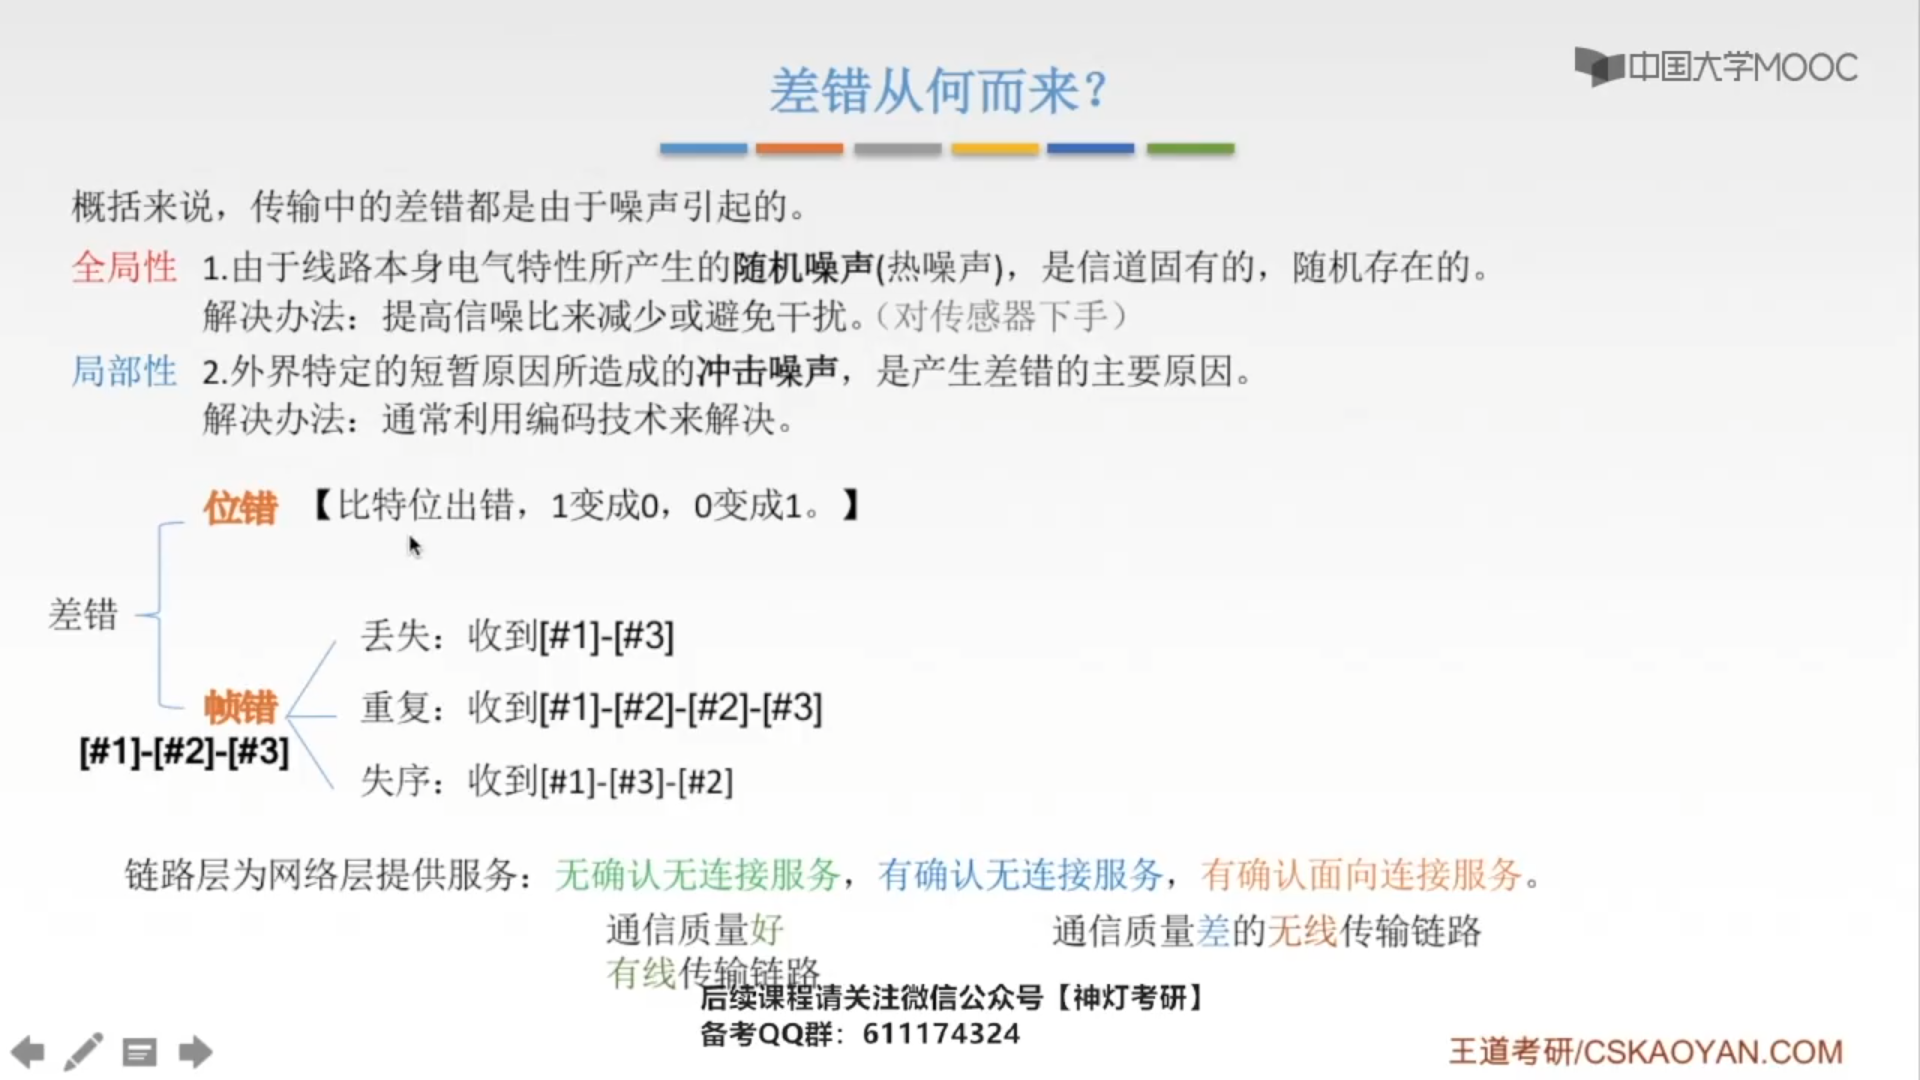 中国大学MOOC
差错从何而来？
概括来说，传输中的差错都是由于噪声引起的。
全局性 1.由于线路本身电气特性所产生的随机噪声(热噪声)，是信道固有的，随机存在的。
解决办法：提高信噪比来减少或避免干扰。（对传感器下手）
局部性 2.外界特定的短暂原因所造成的冲击噪声，是产生差错的主要原因。
解决办法：通常利用编码技术来解决。
位错 【比特位出错，1变成0，0变成1。】
差错
丢失：收到[#1]-[#3]
帧错 重复：收到[#1]-[#2]-[#2]-[#3]
[#1]-[#2]-[#3]
失序：收到[#1]-[#3]-[#2]
链路层为网络层提供服务：无确认无连接服务，有确认无连接服务，有确认面向连接服务。
通信质量好 通信质量差的无线传输链路
有线传输链路
后续课程请关注微信公众号【神灯考研】
备考QQ群：611174324
王道考研/CSKAOYAN.COM